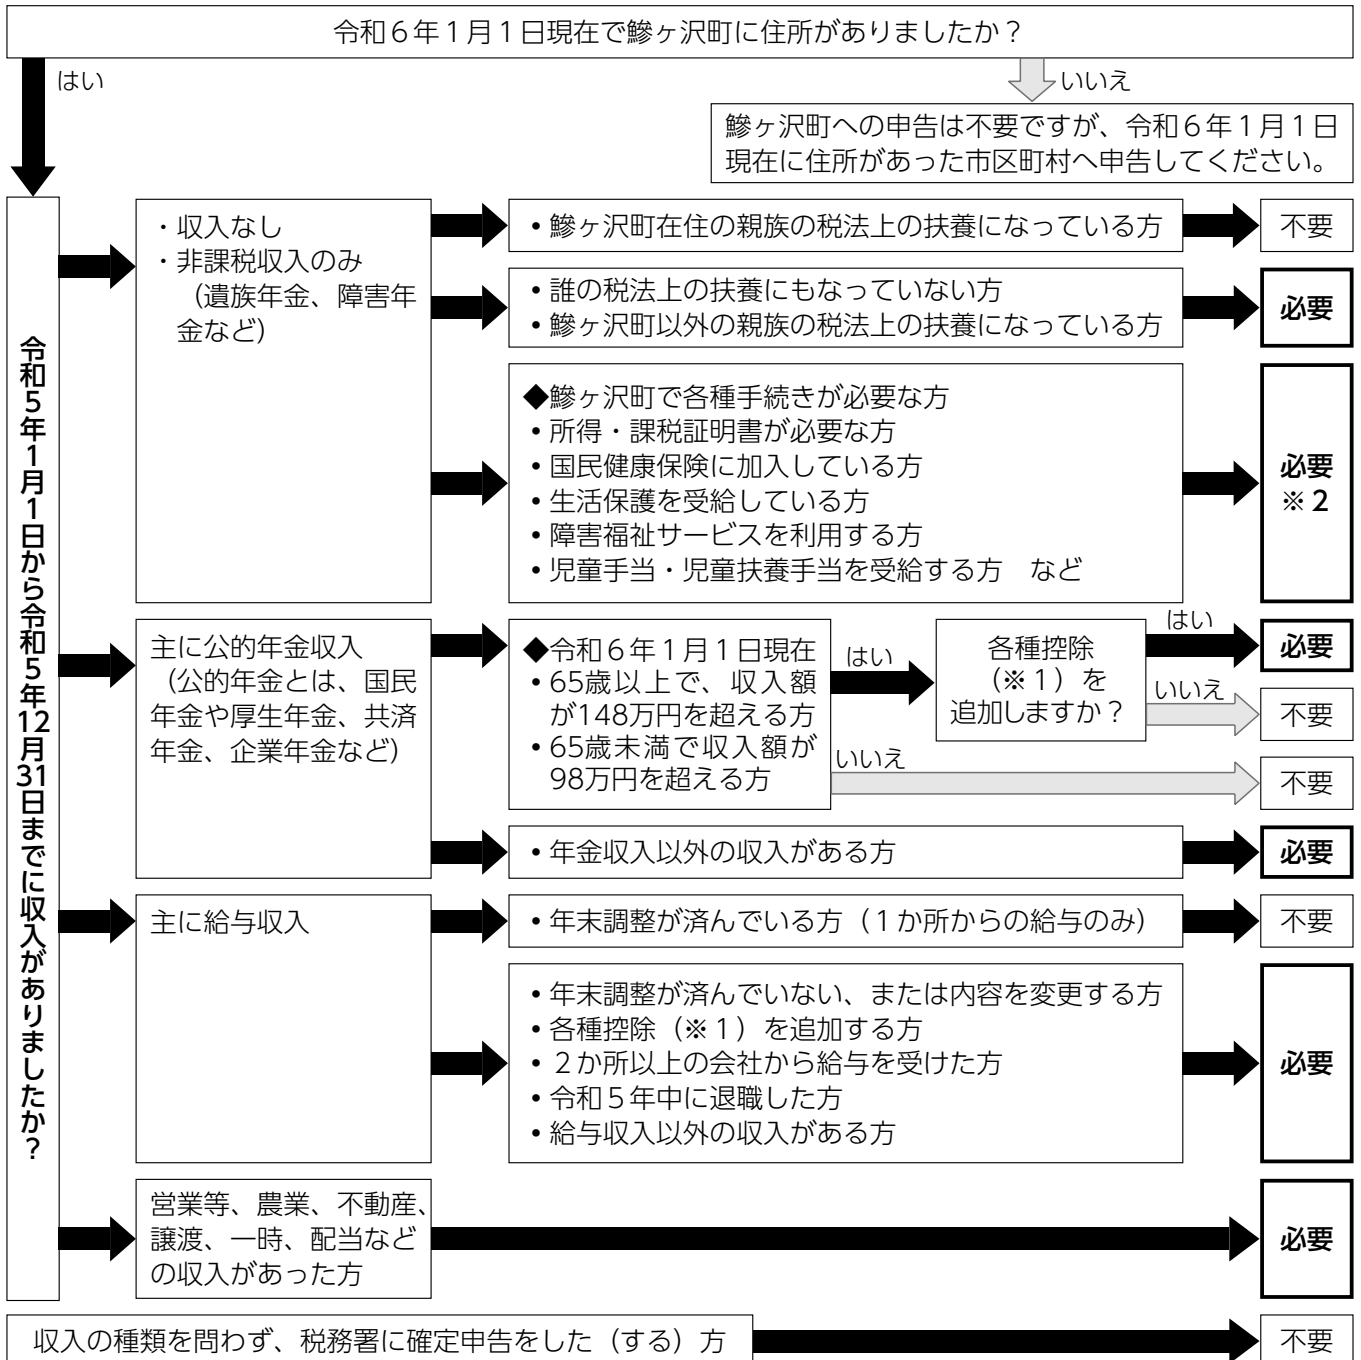 令和６年１月１日現在で鰺ヶ沢町に住所がありましたか？
はい
いいえ
鰺ヶ沢町への申告は不要ですが、令和６年１月１日
現在に住所があった市区町村へ申告してください。
令和５年１月１日から令和５年12月31日までに収入がありましたか？
・収入なし
・非課税収入のみ
（遺族年金、障害年
金など）
•鰺ヶ沢町在住の親族の税法上の扶養になっている方
不要
•誰の税法上の扶養にもなっていない方
•鰺ヶ沢町以外の親族の税法上の扶養になっている方
必要
◆鰺ヶ沢町で各種手続きが必要な方
•所得・課税証明書が必要な方
•国民健康保険に加入している方
•生活保護を受給している方
•障害福祉サービスを利用する方
•児童手当・児童扶養手当を受給する方　など
必要
※２
主に公的年金収入
（公的年金とは、国民
年金や厚生年金、共済
年金、企業年金など）
◆令和６年１月１日現在
•65歳以上で、収入額
が148万円を超える方
•65歳未満で収入額が
98万円を超える方
はい
各種控除
（※１）を
追加しますか？
はい
必要
いいえ
不要
いいえ
不要
•年金収入以外の収入がある方
必要
主に給与収入
•年末調整が済んでいる方（１か所からの給与のみ）
不要
•年末調整が済んでいない、または内容を変更する方
•各種控除（※１）を追加する方
•２か所以上の会社から給与を受けた方
•令和５年中に退職した方
•給与収入以外の収入がある方
必要
営業等、農業、不動産、
譲渡、一時、配当など
の収入があった方
必要
収入の種類を問わず、税務署に確定申告をした（する）方
不要